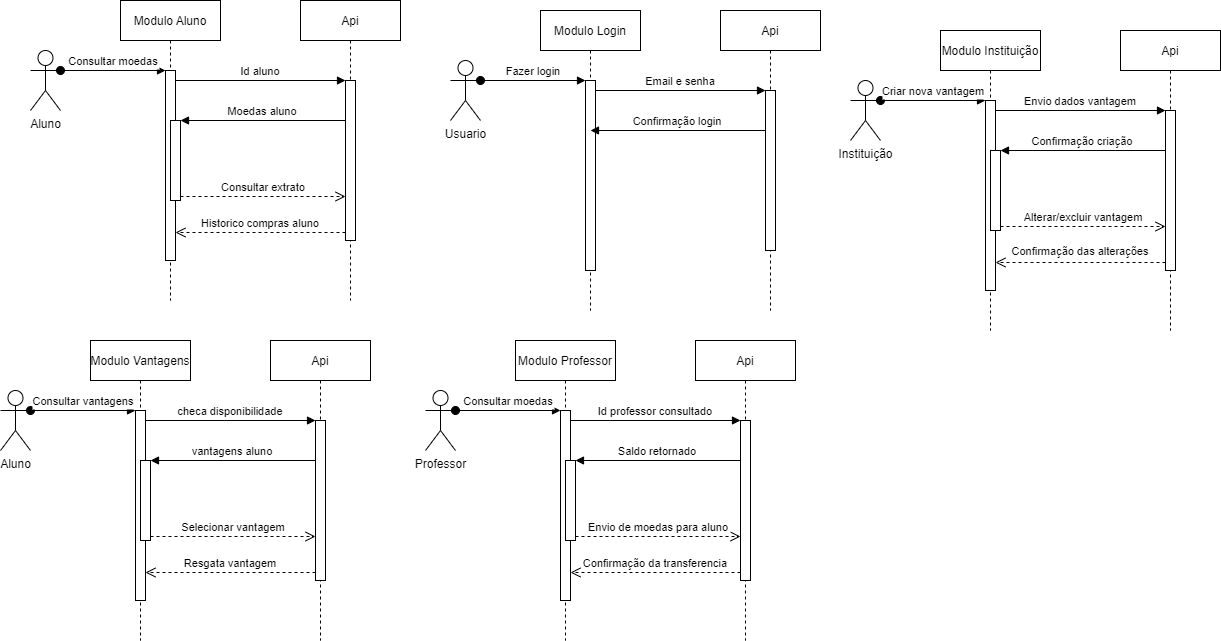 Modulo Aluno
Api
Consultar moedas
Id aluno
Moedas aluno
Aluno
Consultar extrato
Historico compras aluno
Modulo Login
Api
Fazer login
Email e senha
Confirmação login
Usuario
Modulo Instituição
Api
Criar nova vantagem
Envio dados vantagem
Confirmação criação
Instituição
Alterar/excluir vantagem
Confirmação das alterações
Modulo Vantagens
Api
Consultar vantagens
checa disponibilidade
vantagens aluno
Aluno
Selecionar vantagem
Resgata vantagem
Modulo Professor
Api
Consultar moedas
Id professor consultado
Saldo retornado
Professor
Envio de moedas para aluno
Confirmação da transferencia